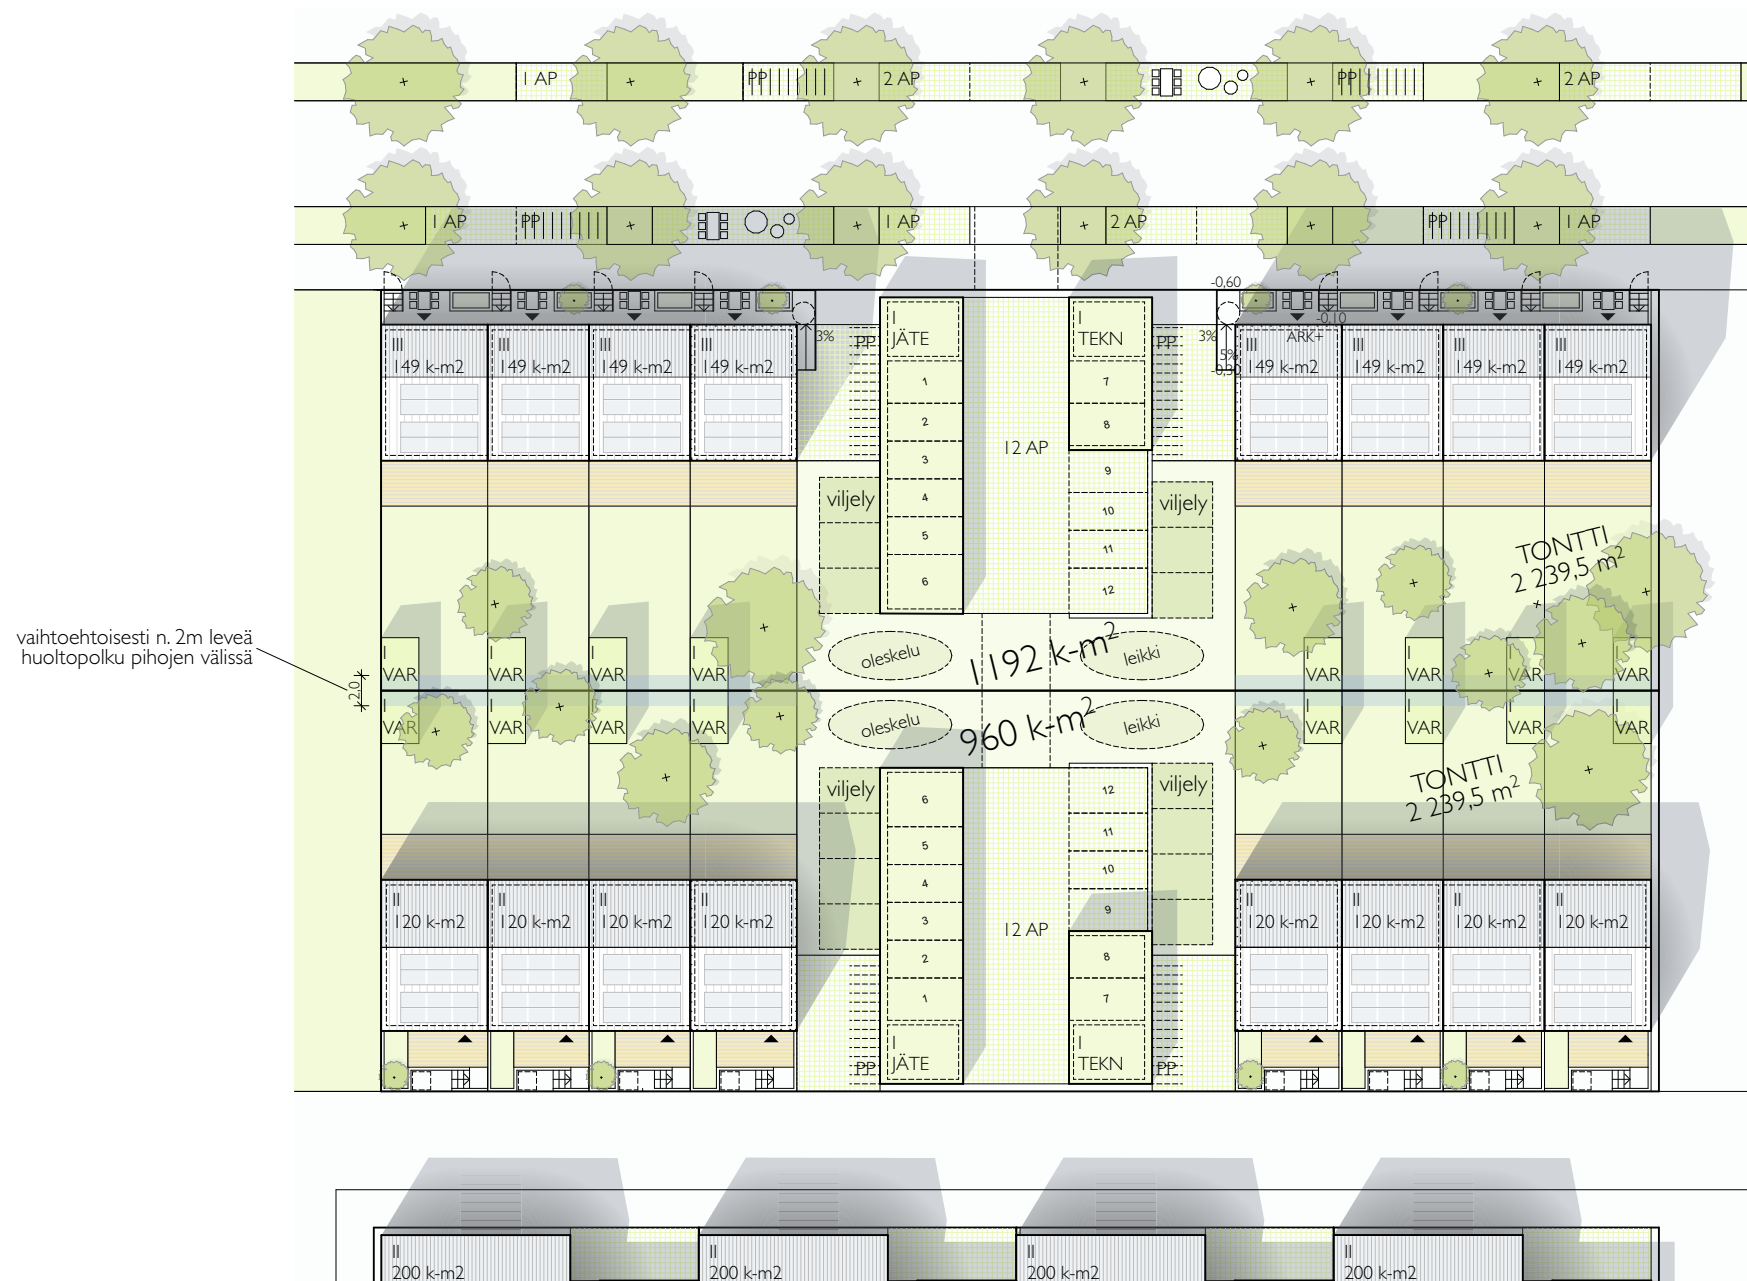 1 AP
PP
2 AP
PP
2 AP
1 AP
PP
1 AP
2 AP
PP
1 AP
-0,60
-0,10
3%
PP
I
JÄTE
I
TEKN
PP
3%
5%
-0,30
ARK+
III
149 k-m2
III
149 k-m2
III
149 k-m2
III
149 k-m2
III
149 k-m2
III
149 k-m2
III
149 k-m2
III
149 k-m2
1
2
3
4
5
6
12 AP
7
8
9
10
11
12
viljely
viljely
TONTTI
2 239,5 m²
vaihtoehtoisesti n. 2m leveä
huoltopolku pihojen välissä
2,0
I
VAR
I
VAR
I
VAR
I
VAR
oleskelu
1192 k-m²
leikki
I
VAR
I
VAR
I
VAR
I
VAR
I
VAR
I
VAR
I
VAR
I
VAR
oleskelu
960 k-m²
leikki
I
VAR
I
VAR
I
VAR
I
VAR
TONTTI
2 239,5 m²
viljely
viljely
6
5
4
3
2
1
12 AP
12
11
10
9
8
7
II
120 k-m2
II
120 k-m2
II
120 k-m2
II
120 k-m2
II
120 k-m2
II
120 k-m2
II
120 k-m2
II
120 k-m2
PP
I
JÄTE
I
TEKN
PP
II
200 k-m2
II
200 k-m2
II
200 k-m2
II
200 k-m2